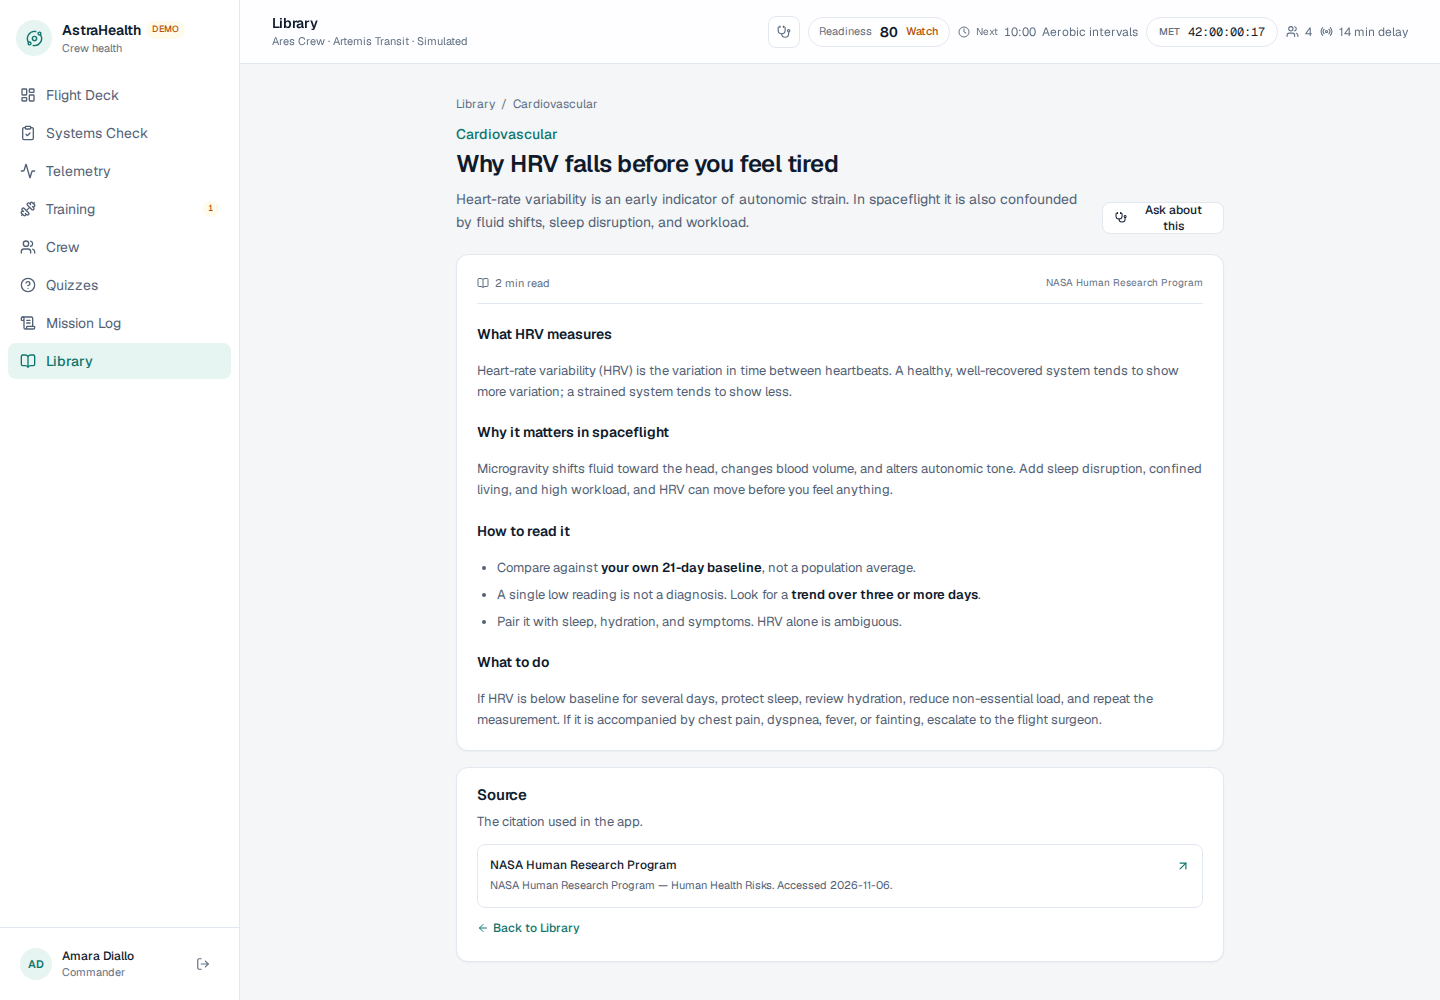 AstraHealth DEMO
Crew health
Flight Deck
Systems Check
Telemetry
Training 1
Crew
Quizzes
Mission Log
Library
AD
Amara Diallo
Commander
Library
Ares Crew · Artemis Transit · Simulated
Readiness 80 Watch
Next 10:00 Aerobic intervals
MET 42:00:00:17
4
14 min delay
Library / Cardiovascular
Cardiovascular
Why HRV falls before you feel tired
Heart-rate variability is an early indicator of autonomic strain. In spaceflight it is also confounded
by fluid shifts, sleep disruption, and workload.
Ask about
this
2 min read
NASA Human Research Program
What HRV measures
Heart-rate variability (HRV) is the variation in time between heartbeats. A healthy, well-recovered system tends to show
more variation; a strained system tends to show less.
Why it matters in spaceflight
Microgravity shifts fluid toward the head, changes blood volume, and alters autonomic tone. Add sleep disruption, confined
living, and high workload, and HRV can move before you feel anything.
How to read it
• Compare against your own 21-day baseline, not a population average.
• A single low reading is not a diagnosis. Look for a trend over three or more days.
• Pair it with sleep, hydration, and symptoms. HRV alone is ambiguous.
What to do
If HRV is below baseline for several days, protect sleep, review hydration, reduce non-essential load, and repeat the
measurement. If it is accompanied by chest pain, dyspnea, fever, or fainting, escalate to the flight surgeon.
Source
The citation used in the app.
NASA Human Research Program
NASA Human Research Program — Human Health Risks. Accessed 2026-11-06.
← Back to Library